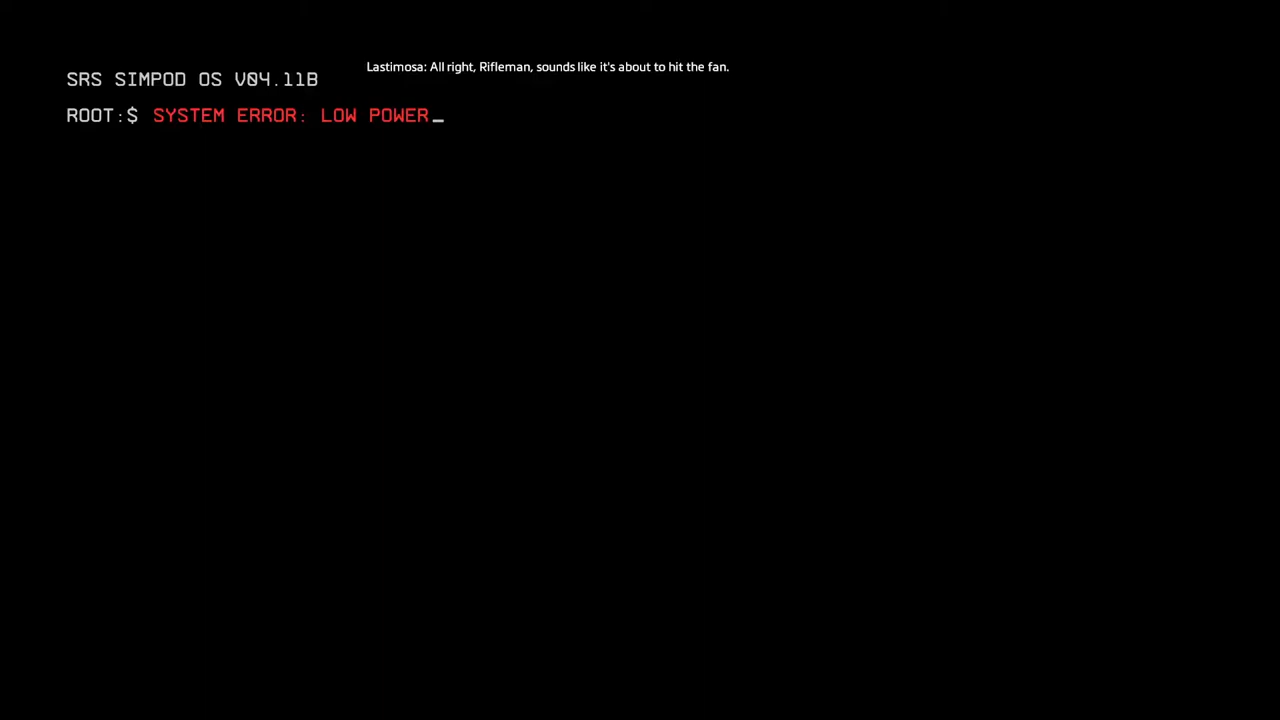 Lastimosa: All right, Rifleman, sounds like it's about to hit the fan.
SRS SIMPOD OS V04.11B
ROOT:$ SYSTEM ERROR: LOW POWER_